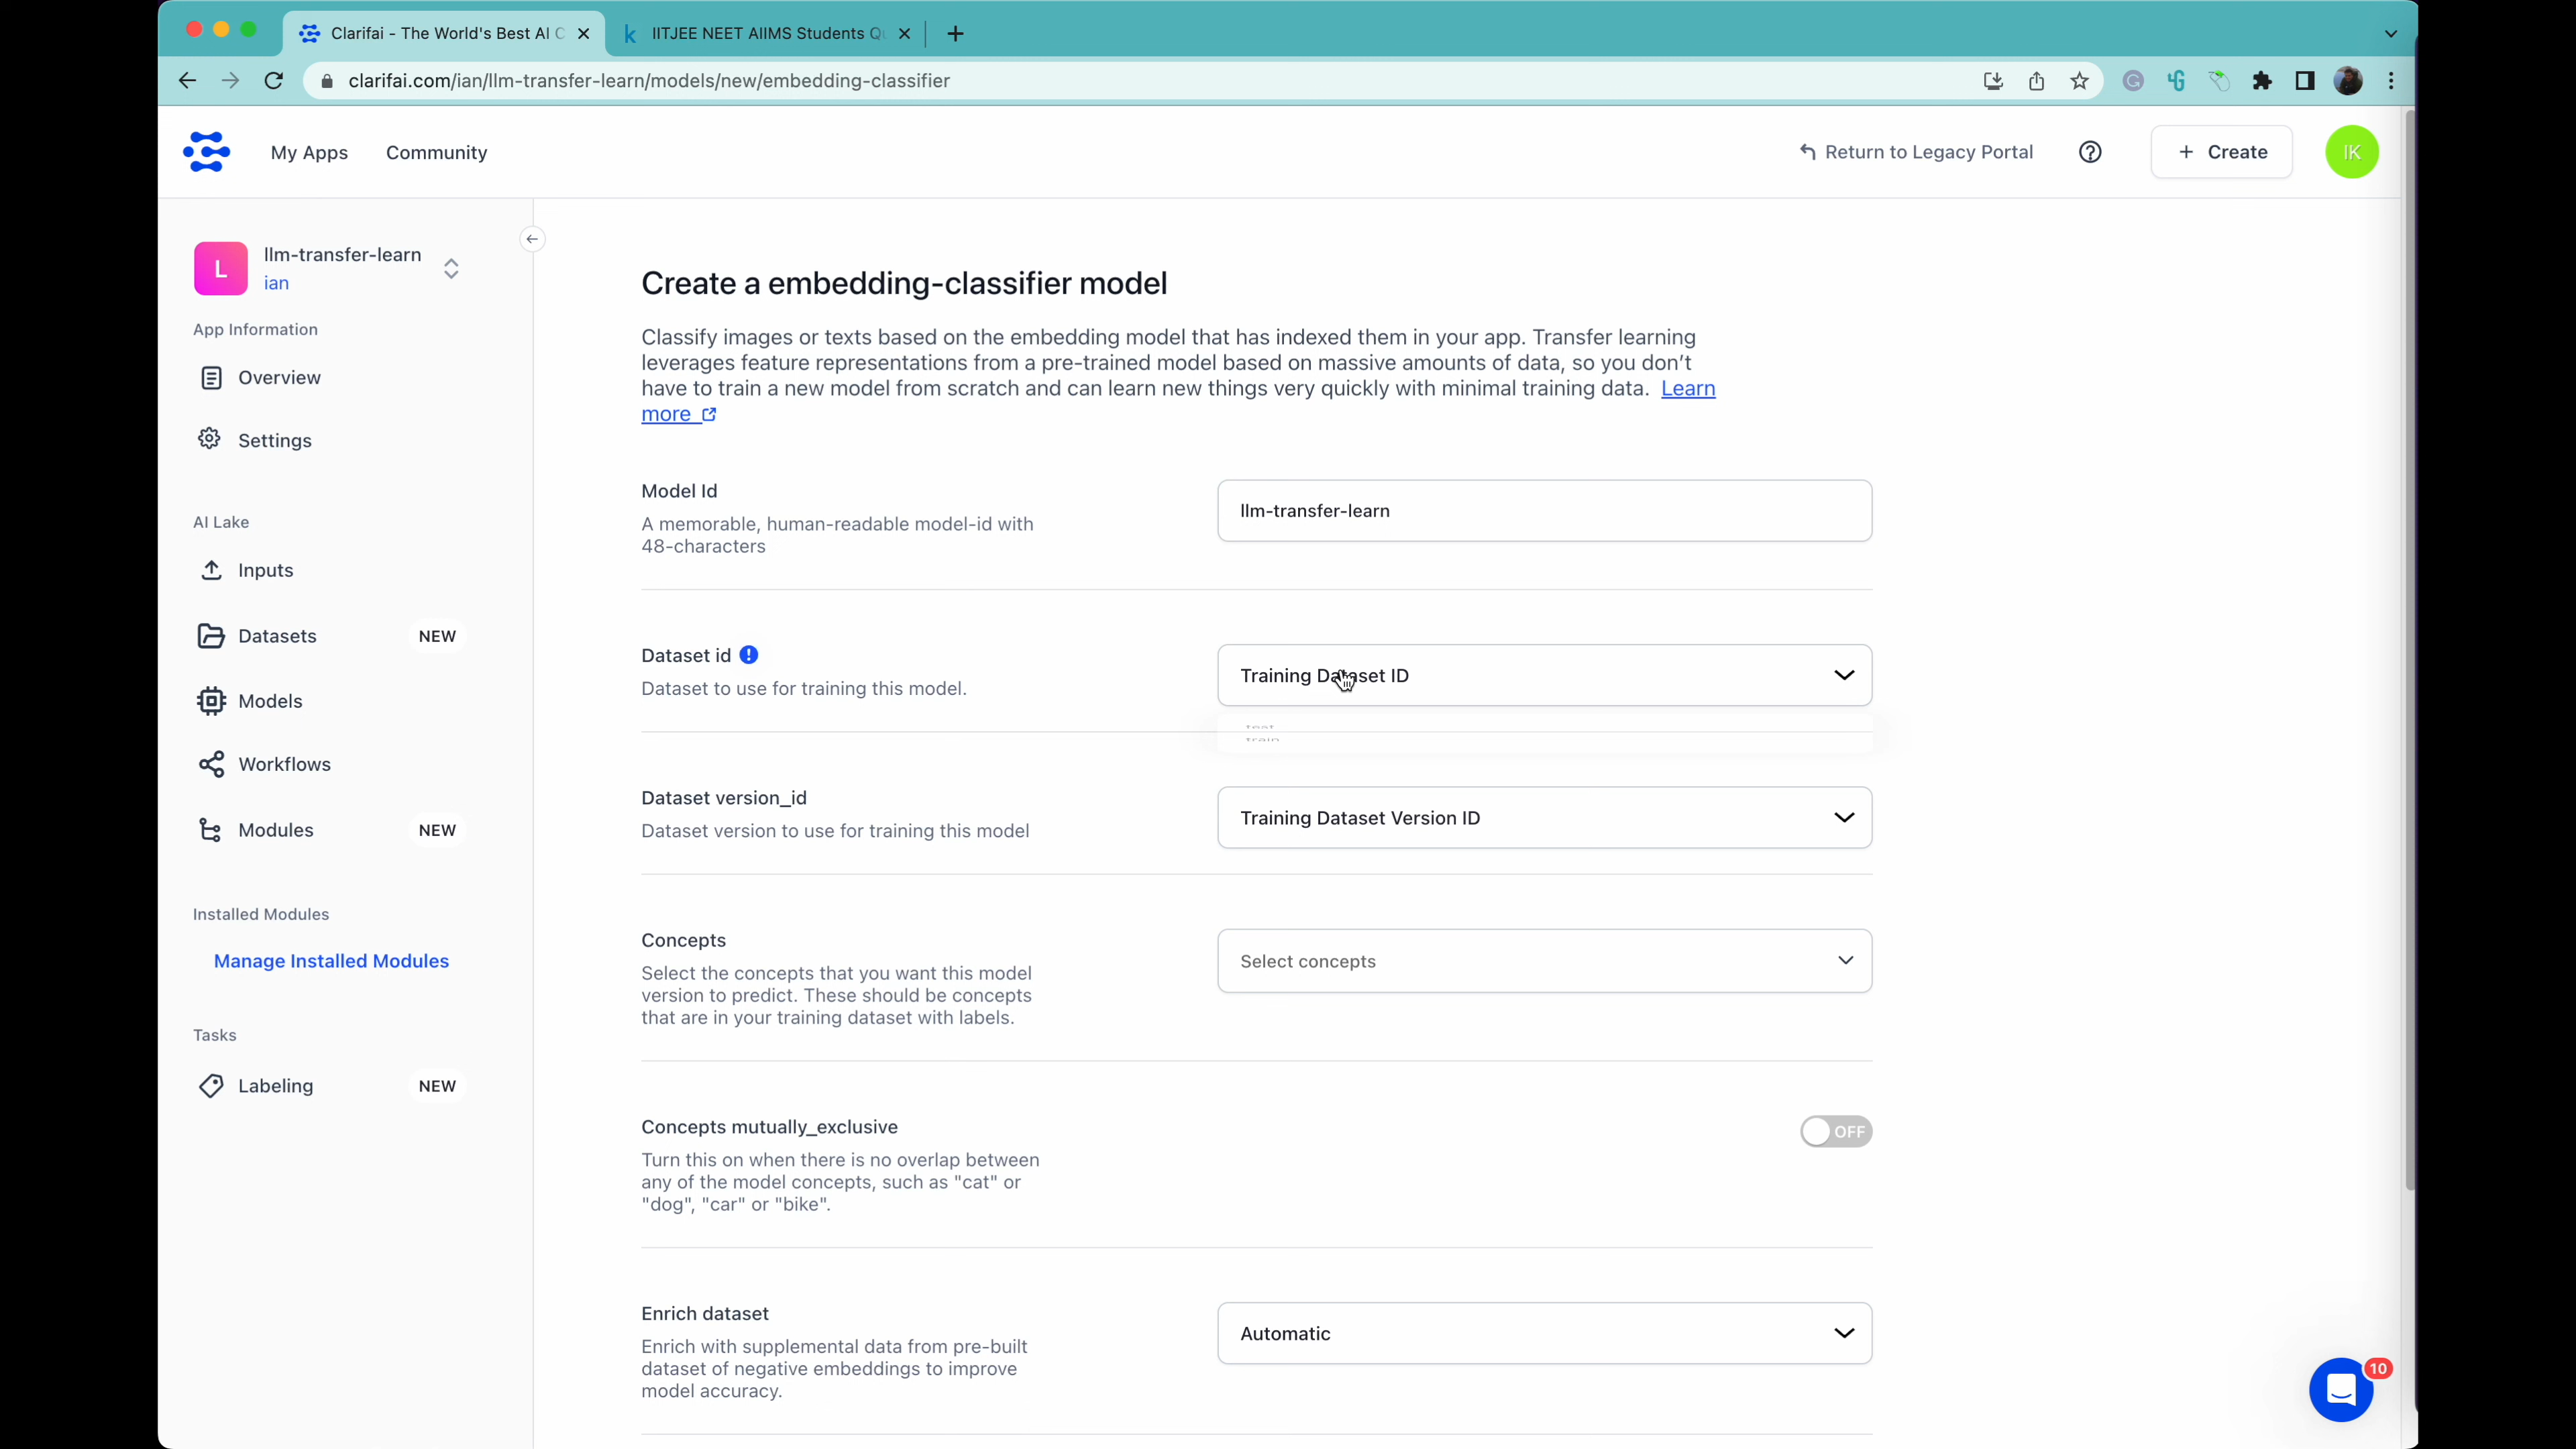 Clarifai - The World's Best AI C
IITJEE NEET AIIMS Students Qu
clarifai.com/ian/llm-transfer-learn/models/new/embedding-classifier
My Apps
Community
Return to Legacy Portal
+ Create
IK
L
llm-transfer-learn
ian
App Information
Overview
Settings
AI Lake
Inputs
Datasets NEW
Models
Workflows
Modules NEW
Installed Modules
Manage Installed Modules
Tasks
Labeling NEW
Create a embedding-classifier model
Classify images or texts based on the embedding model that has indexed them in your app. Transfer learning
leverages feature representations from a pre-trained model based on massive amounts of data, so you don't
have to train a new model from scratch and can learn new things very quickly with minimal training data. Learn
more
Model Id
A memorable, human-readable model-id with
48-characters
llm-transfer-learn
Dataset id
Dataset to use for training this model.
Training Dataset ID
Dataset version_id
Dataset version to use for training this model
Training Dataset Version ID
Concepts
Select the concepts that you want this model
version to predict. These should be concepts
that are in your training dataset with labels.
Select concepts
Concepts mutually_exclusive
Turn this on when there is no overlap between
any of the model concepts, such as "cat" or
"dog", "car" or "bike".
OFF
Enrich dataset
Enrich with supplemental data from pre-built
dataset of negative embeddings to improve
model accuracy.
Automatic
10